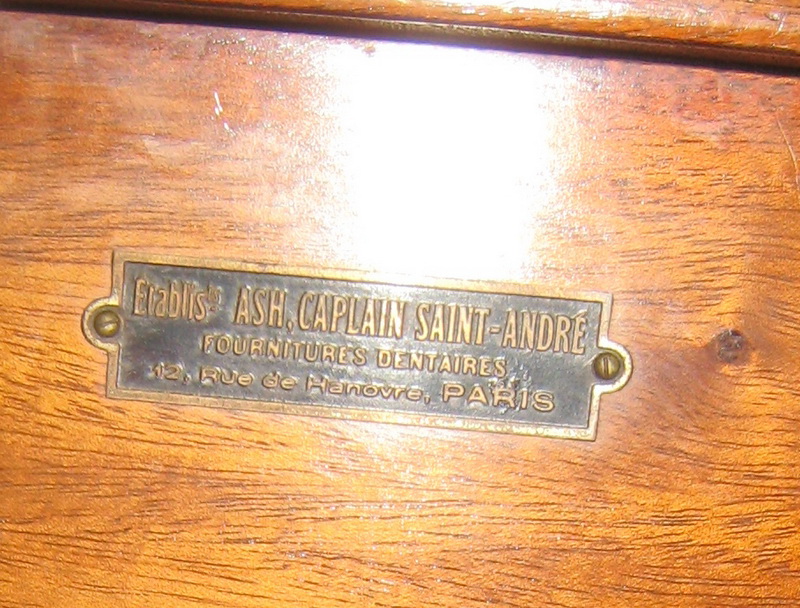 Etablis.ts ASH, CAPLAIN SAINT-ANDRÉ
FOURNITURES DENTAIRES
12, Rue de Hanovre, PARIS